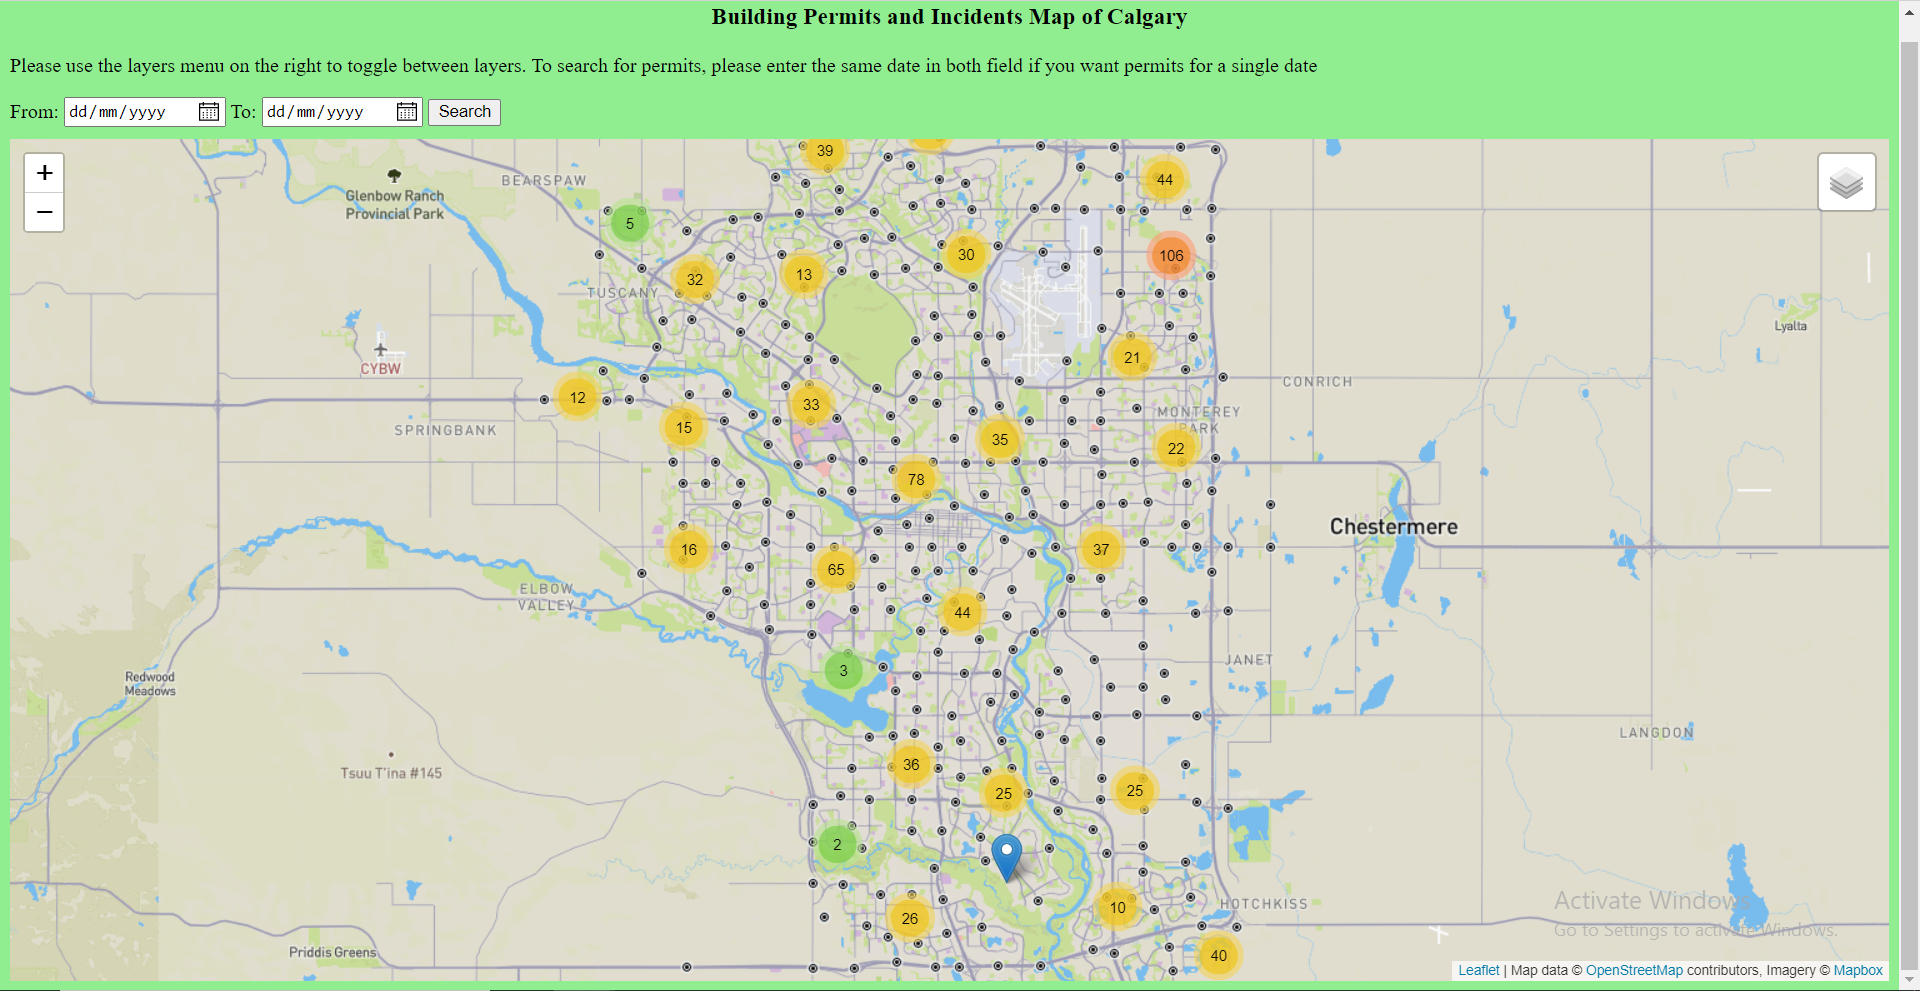 Building Permits and Incidents Map of Calgary
Please use the layers menu on the right to toggle between layers. To search for permits, please enter the same date in both field if you want permits for a single date
From: dd/mm/yyyy To: dd/mm/yyyy Search
+
−
39
44
BEARSPAW
Glenbow Ranch
Provincial Park
5
30
106
32
13
TUSCANY
Lyalta
21
CYBW
CONRICH
12
33
MONTEREY
PARK
15
SPRINGBANK
35
22
78
Chestermere
16
37
65
ELBOW
VALLEY
44
JANET
3
Redwood
Meadows
LANGDON
36
Tsuu T'ina #145
25
25
2
Activate Windows
HOTCHKISS
10
26
Go to Settings to activate Windows.
Priddis Greens
40
Leaflet | Map data © OpenStreetMap contributors, Imagery © Mapbox